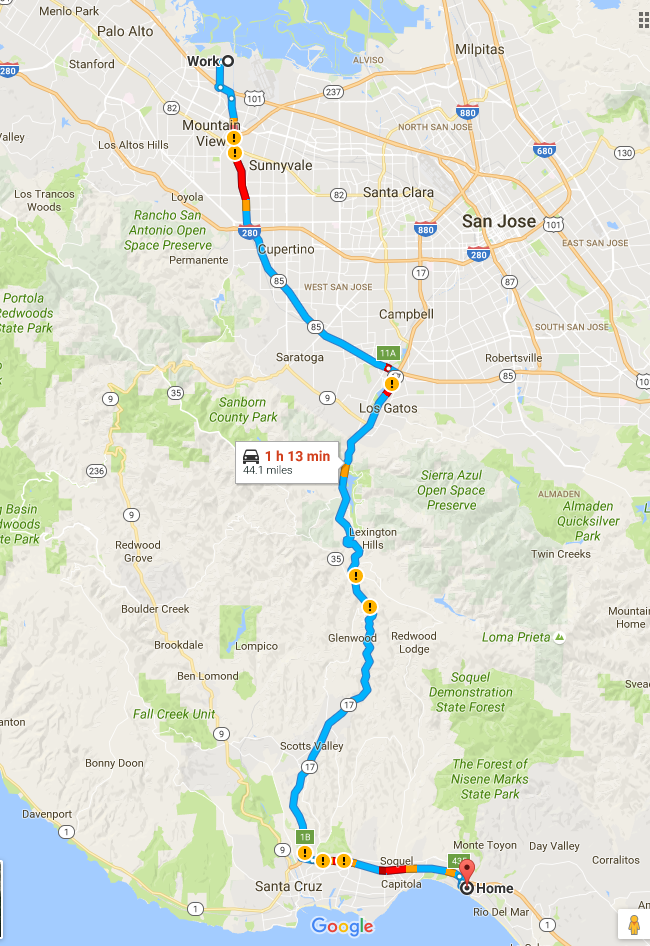 Menlo Park
Palo Alto
Milpitas
Stanford
Work
ALVISO
280
101
237
82
880
Mountain
View
NORTH SAN JOSE
Valley
Los Altos Hills
680
130
Sunnyvale
Los Trancos
Woods
Loyola
82
Santa Clara
Rancho San
Antonio Open
Space Preserve
San Jose
101
280
880
EAST SAN JOSE
Cupertino
280
Permanente
17
87
85
WEST SAN JOSE
Portola
Redwoods
State Park
Campbell
85
SOUTH SAN JOSE
11A
Saratoga
Robertsville
17
85
10
35
9
9
Sanborn
County Park
Los Gatos
1 h 13 min
44.1 miles
236
Sierra Azul
Open Space
Preserve
ALMADEN
Almaden
Quicksilver
Park
g Basin
dwoods
te Park
9
Lexington
Hills
Redwood
Grove
35
Twin Creeks
Boulder Creek
Mountain
Home
Glenwood
Redwood
Lodge
Loma Prieta
Brookdale
Lompico
Ben Lomond
Soquel
Demonstration
State Forest
Svea
17
Fall Creek Unit
9
anton
Scotts Valley
Bonny Doon
17
The Forest of
Nisene Marks
State Park
Davenport
1
1B
9
Monte Toyon
Day Valley
Corralitos
Soquel
43
Santa Cruz
Capitola
Home
1
Rio Del Mar
1
Google